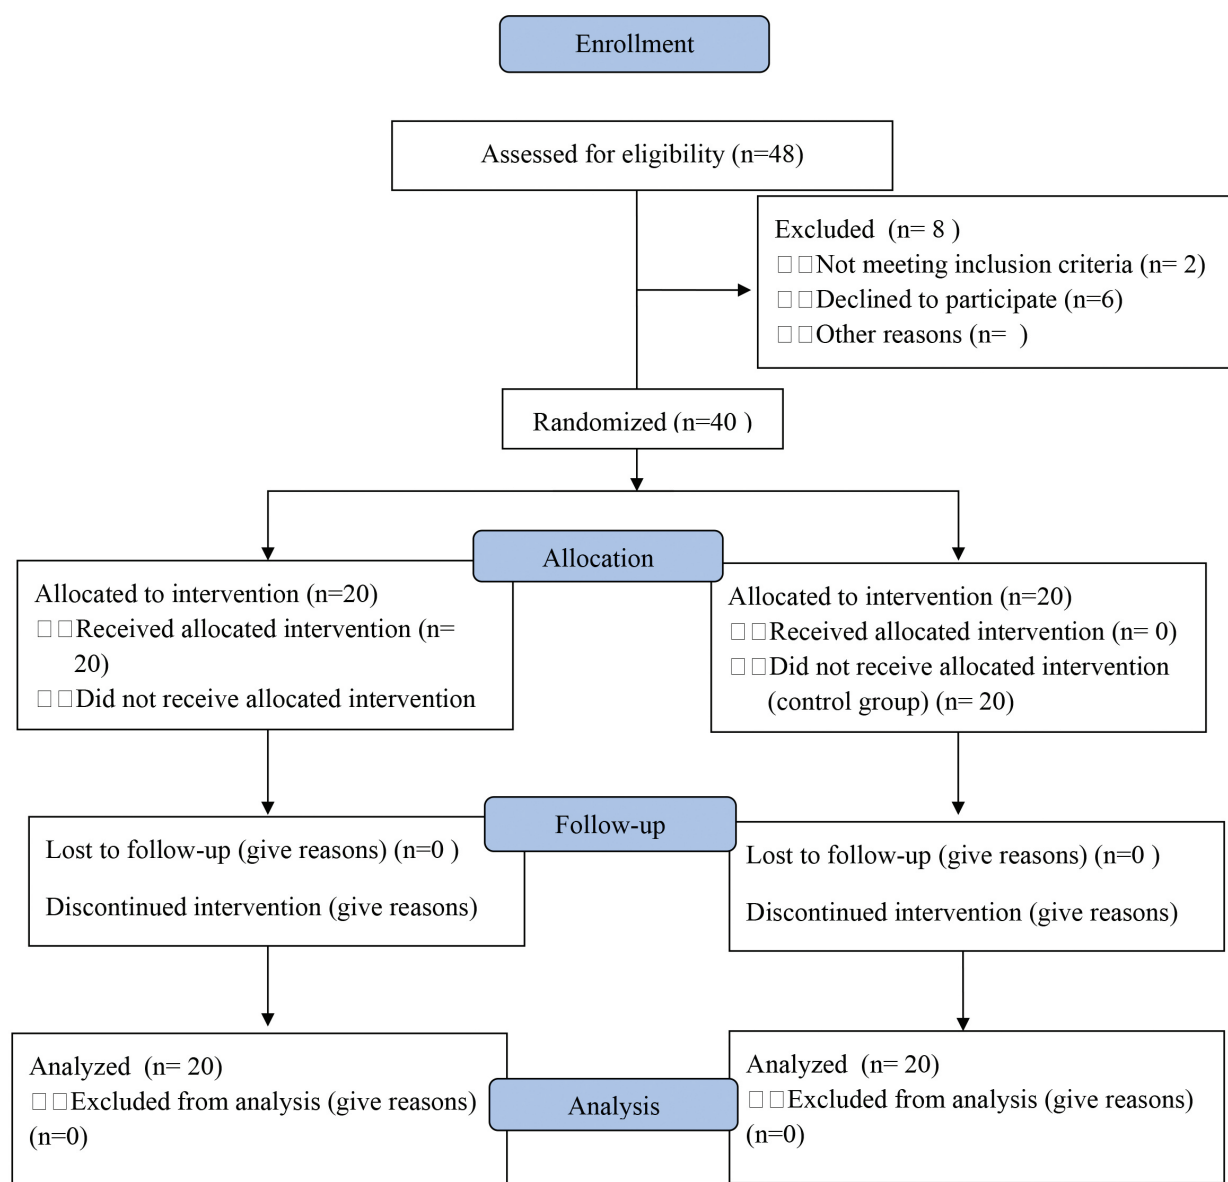 Enrollment
Assessed for eligibility (n=48)
Excluded  (n= 8 )
□□Not meeting inclusion criteria (n= 2)
□□Declined to participate (n=6)
□□Other reasons (n=  )
Randomized (n=40 )
Allocation
Allocated to intervention (n=20)
□□Received allocated intervention (n=
20)
□□Did not receive allocated intervention
Allocated to intervention (n=20)
□□Received allocated intervention (n= 0)
□□Did not receive allocated intervention
(control group) (n= 20)
Follow-up
Lost to follow-up (give reasons) (n=0 )
Discontinued intervention (give reasons)
Lost to follow-up (give reasons) (n=0 )
Discontinued intervention (give reasons)
Analysis
Analyzed  (n= 20)
□□Excluded from analysis (give reasons)
(n=0)
Analyzed  (n= 20)
□□Excluded from analysis (give reasons)
(n=0)